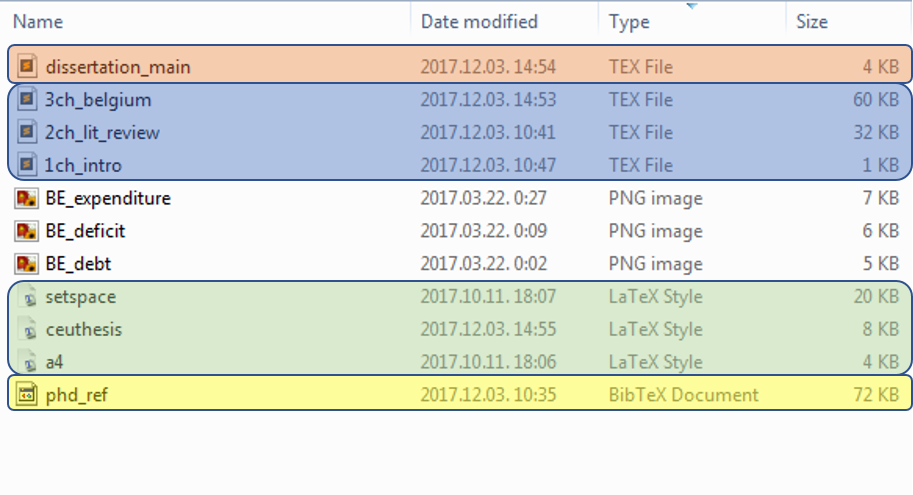 Name Date modified Type Size
dissertation_main 2017.12.03. 14:54 TEX File 4 KB
3ch_belgium 2017.12.03. 14:53 TEX File 60 KB
2ch_lit_review 2017.12.03. 10:41 TEX File 32 KB
1ch_intro 2017.12.03. 10:47 TEX File 1 KB
BE_expenditure 2017.03.22. 0:27 PNG image 7 KB
BE_deficit 2017.03.22. 0:09 PNG image 6 KB
BE_debt 2017.03.22. 0:02 PNG image 5 KB
setspace 2017.10.11. 18:07 LaTeX Style 20 KB
ceuthesis 2017.12.03. 14:55 LaTeX Style 8 KB
a4 2017.10.11. 18:06 LaTeX Style 4 KB
phd_ref 2017.12.03. 10:35 BibTeX Document 72 KB